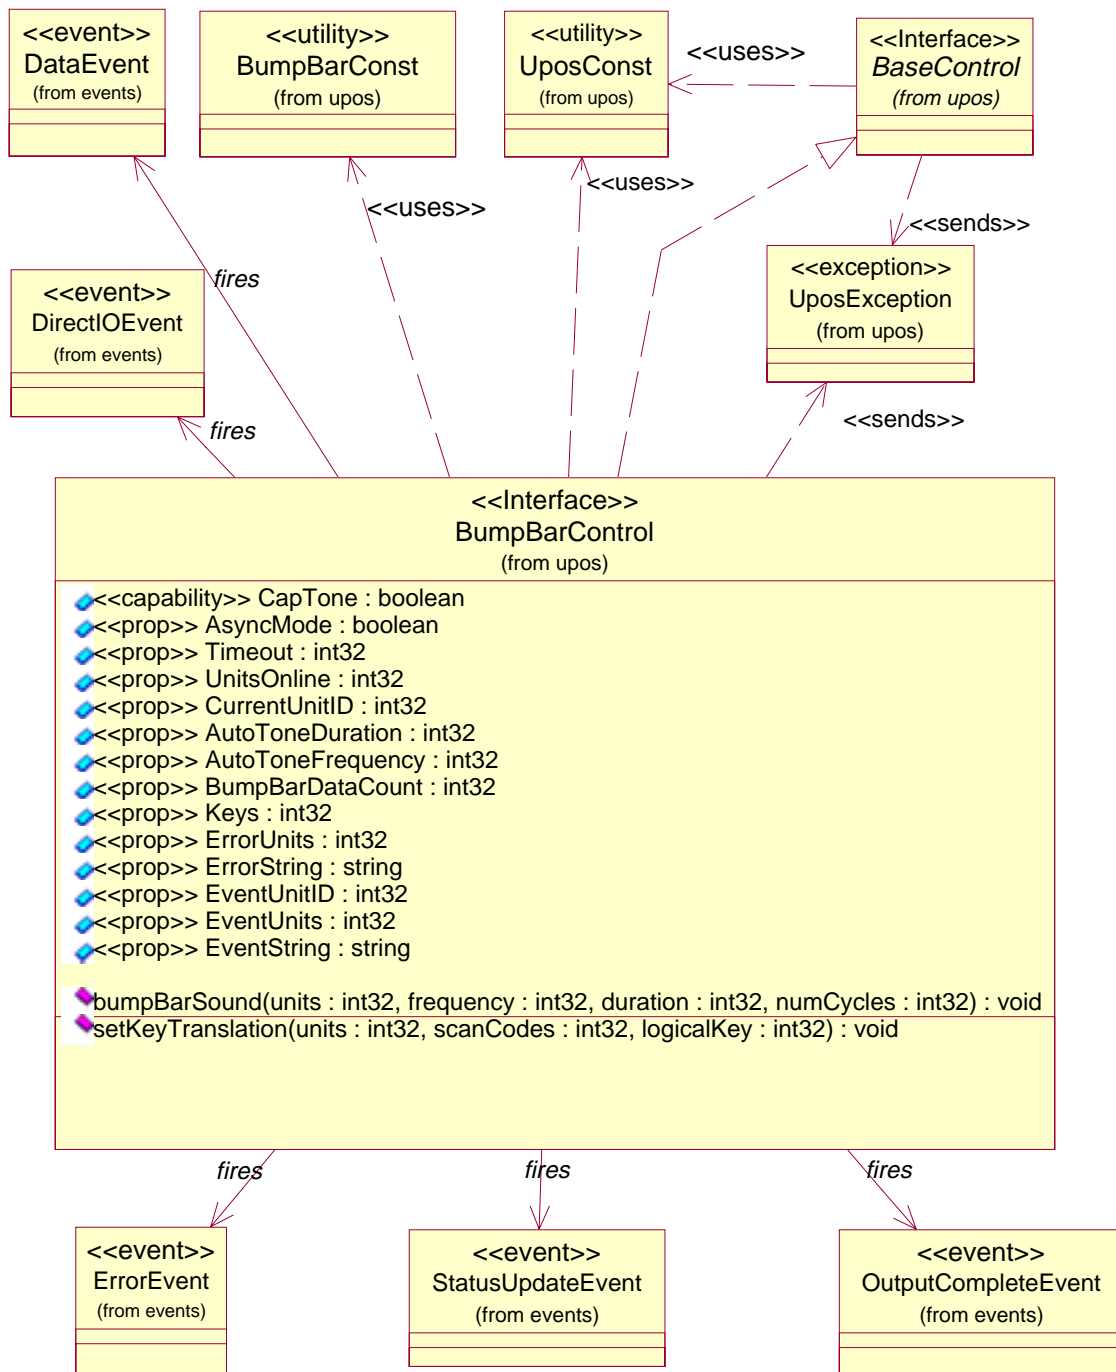 <<event>>
DataEvent
(from events)
<<utility>>
BumpBarConst
(from upos)
<<utility>>
UposConst
(from upos)
<<uses>>
<<Interface>>
BaseControl
(from upos)
<<uses>>
<<uses>>
<<sends>>
<<event>>
DirectIOEvent
(from events)
fires
<<exception>>
UposException
(from upos)
fires
<<sends>>
<<Interface>>
BumpBarControl
(from upos)
<<capability>> CapTone : boolean
<<prop>> AsyncMode : boolean
<<prop>> Timeout : int32
<<prop>> UnitsOnline : int32
<<prop>> CurrentUnitID : int32
<<prop>> AutoToneDuration : int32
<<prop>> AutoToneFrequency : int32
<<prop>> BumpBarDataCount : int32
<<prop>> Keys : int32
<<prop>> ErrorUnits : int32
<<prop>> ErrorString : string
<<prop>> EventUnitID : int32
<<prop>> EventUnits : int32
<<prop>> EventString : string
bumpBarSound(units : int32, frequency : int32, duration : int32, numCycles : int32) : void
setKeyTranslation(units : int32, scanCodes : int32, logicalKey : int32) : void
fires
fires
fires
<<event>>
ErrorEvent
(from events)
<<event>>
StatusUpdateEvent
(from events)
<<event>>
OutputCompleteEvent
(from events)